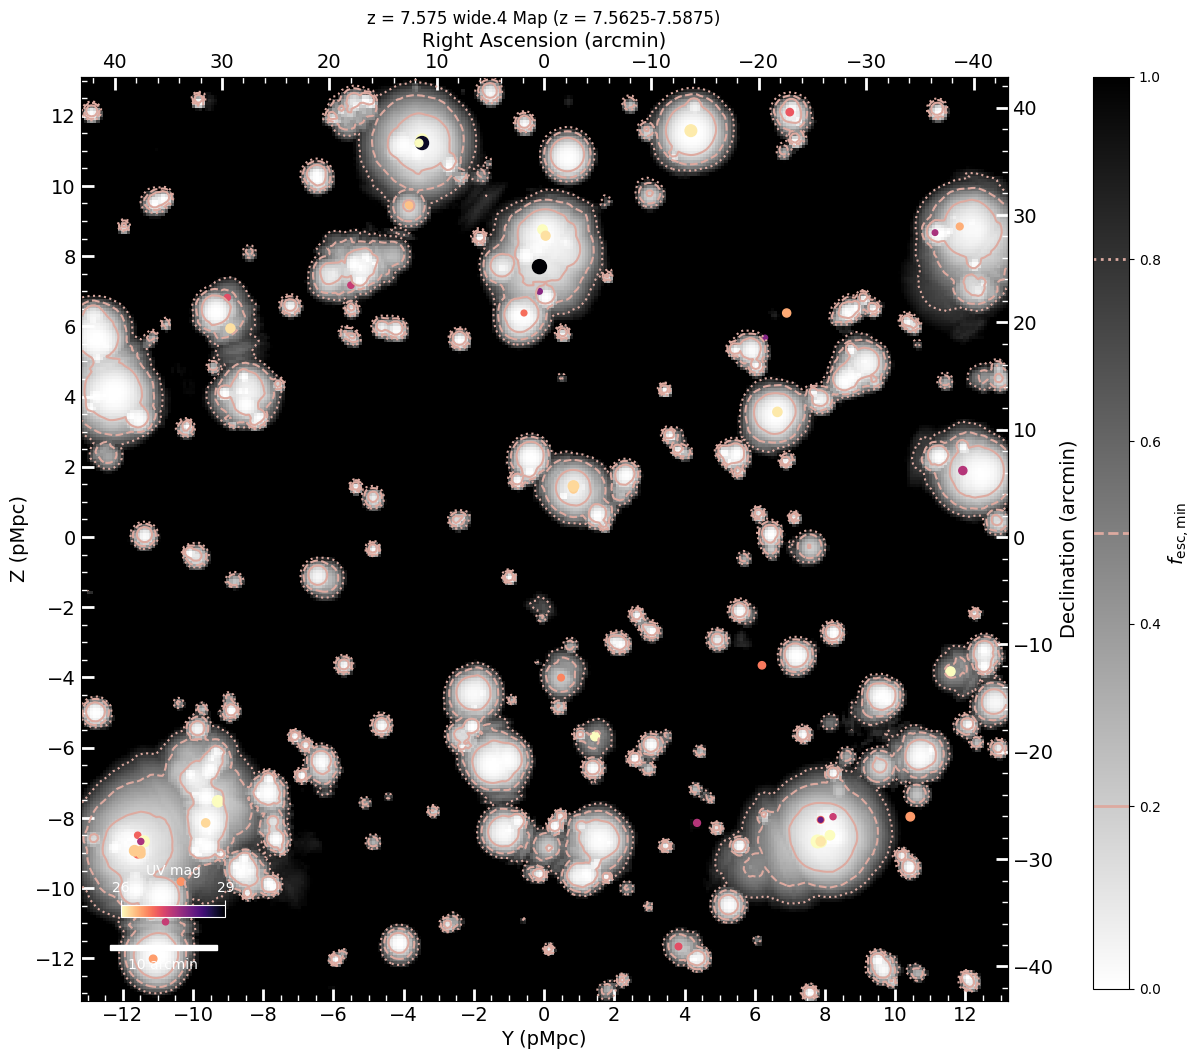 z = 7.575 wide.4 Map (z = 7.5625-7.5875)
Right Ascension (arcmin)
40 30 20 10 0 −10 −20 −30 −40
12 10 8 6 4 2 0 −2 −4 −6 −8 −10 −12
Z (pMpc)
40 30 20 10 0 −10 −20 −30 −40
Declination (arcmin)
1.0 0.8 0.6 0.4 0.2 0.0
f_esc,min
UV mag
26 29
10 arcmin
−12 −10 −8 −6 −4 −2 0 2 4 6 8 10 12
Y (pMpc)